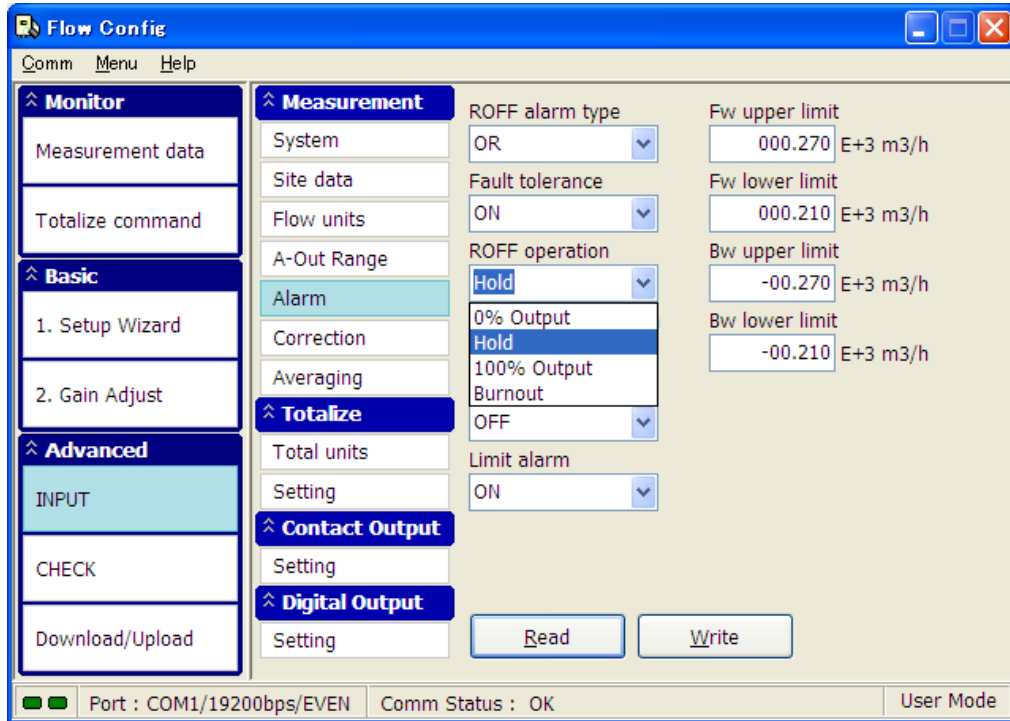 Flow Config
Comm Menu Help
Monitor
Measurement data
Totalize command
Basic
1. Setup Wizard
2. Gain Adjust
Advanced
INPUT
CHECK
Download/Upload
Measurement
System
Site data
Flow units
A-Out Range
Alarm
Correction
Averaging
Totalize
Total units
Setting
Contact Output
Setting
Digital Output
Setting
ROFF alarm type
OR
Fault tolerance
ON
ROFF operation
Hold
0% Output
Hold
100% Output
Burnout
OFF
Limit alarm
ON
Fw upper limit
000.270 E+3 m3/h
Fw lower limit
000.210 E+3 m3/h
Bw upper limit
-00.270 E+3 m3/h
Bw lower limit
-00.210 E+3 m3/h
Read
Write
Port : COM1/19200bps/EVEN
Comm Status : OK
User Mode